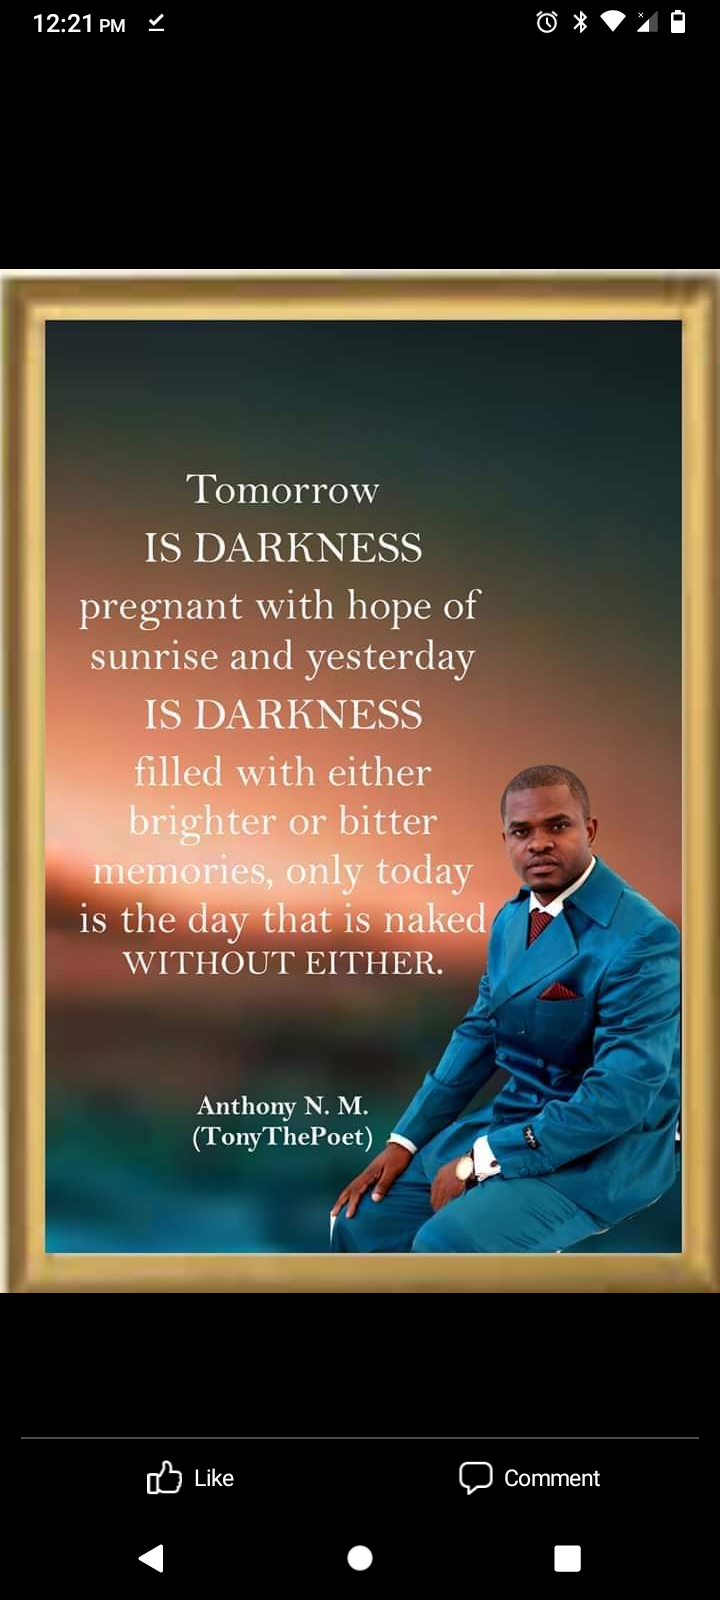 12:21 PM
Tomorrow
IS DARKNESS
pregnant with hope of
sunrise and yesterday
IS DARKNESS
filled with either
brighter or bitter
memories, only today
is the day that is naked
WITHOUT EITHER.
Anthony N. M.
(TonyThePoet)
Like
Comment